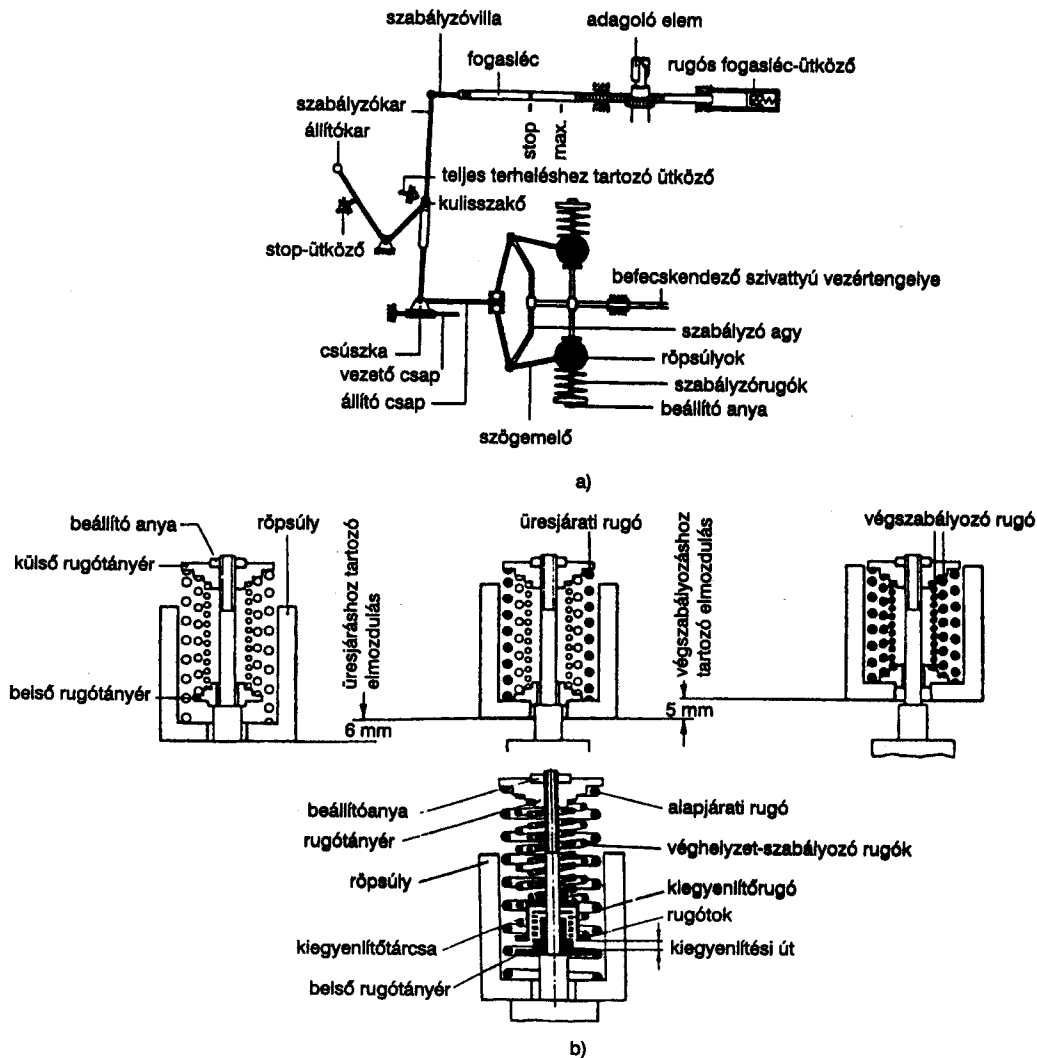 szabályzóvilla
adagoló elem
fogasléc
rugós fogasléc-ütköző
szabályzókar
állítókar
stop
max.
teljes terheléshez tartozó ütköző
kulisszakő
stop-ütköző
befecskendező szivattyú vezértengelye
szabályzó agy
csúszka
röpsúlyok
vezető csap
szabályzórugók
állító csap
beállító anya
szögemelő
a)
beállító anya
röpsúly
üresjárati rugó
végszabályozó rugó
külső rugótányér
üresjáráshoz tartozó
elmozdulás
végszabályozáshoz
tartozó elmozdulás
belső rugótányér
6 mm
5 mm
beállítóanya
alapjárati rugó
rugótányér
véghelyzet-szabályozó rugók
röpsúly
kiegyenlítőrugó
rugótok
kiegyenlítőtárcsa
kiegyenlítési út
belső rugótányér
b)